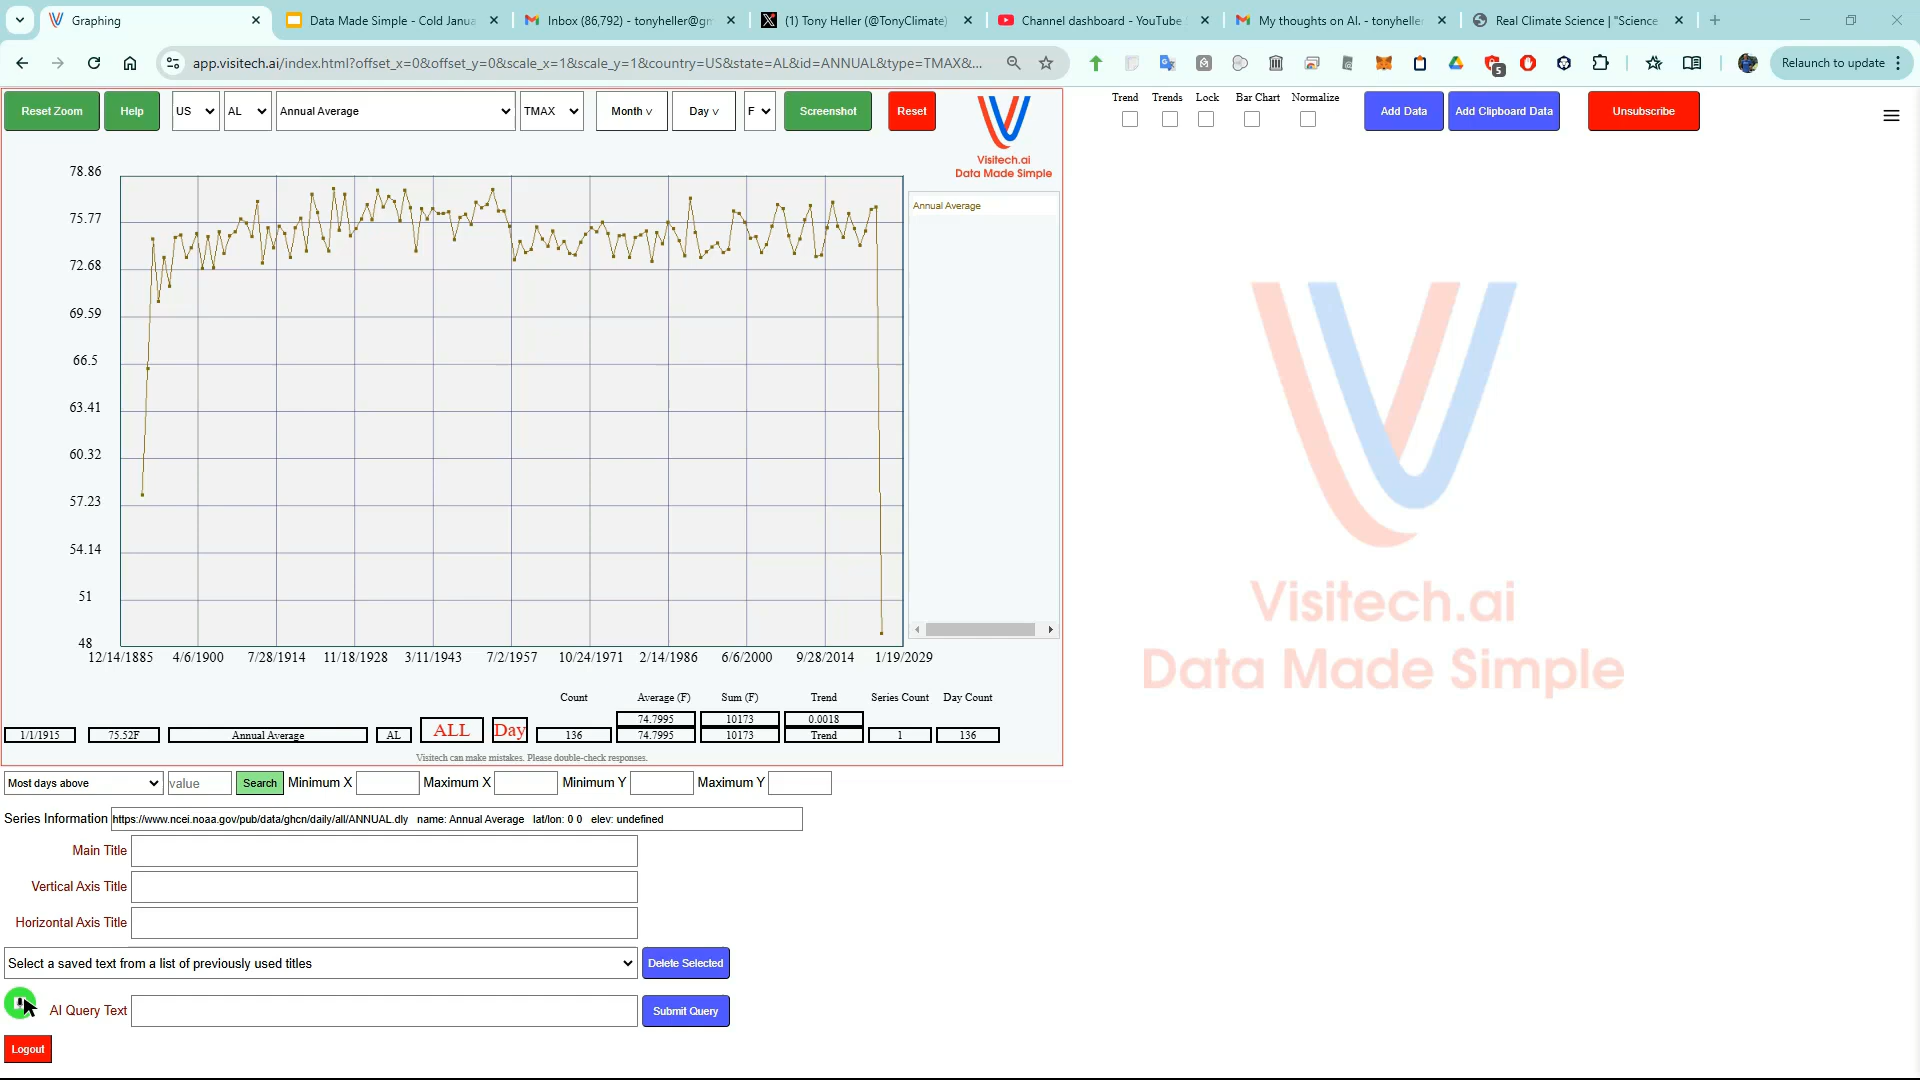 Graphing
Data Made Simple - Cold Janua
Inbox (86,792) - tonyheller@gm
(1) Tony Heller (@TonyClimate)
Channel dashboard - YouTube
My thoughts on AI. - tonyheller
Real Climate Science | "Science
app.visitech.ai/index.html?offset_x=0&offset_y=0&scale_x=1&scale_y=1&country=US&state=AL&id=ANNUAL&type=TMAX&...
5
Relaunch to update
Reset Zoom
Help
US
AL
Annual Average
TMAX
Month v
Day v
F
Screenshot
Reset
Visitech.ai
Data Made Simple
Trend
Trends
Lock
Bar Chart
Normalize
Add Data
Add Clipboard Data
Unsubscribe
78.86
75.77
72.68
69.59
66.5
63.41
60.32
57.23
54.14
51
48
12/14/1885
4/6/1900
7/28/1914
11/18/1928
3/11/1943
7/2/1957
10/24/1971
2/14/1986
6/6/2000
9/28/2014
1/19/2029
Annual Average
Visitech.ai
Data Made Simple
Count
Average (F)
Sum (F)
Trend
Series Count
Day Count
74.7995
10173
0.0018
1/1/1915
75.52F
Annual Average
AL
ALL
Day
136
74.7995
10173
Trend
1
136
Visitech can make mistakes. Please double-check responses.
Most days above
value
Search
Minimum X
Maximum X
Minimum Y
Maximum Y
Series Information
https://www.ncei.noaa.gov/pub/data/ghcn/daily/all/ANNUAL.dly name: Annual Average lat/lon: 0 0 elev: undefined
Main Title
Vertical Axis Title
Horizontal Axis Title
Select a saved text from a list of previously used titles
Delete Selected
AI Query Text
Submit Query
Logout